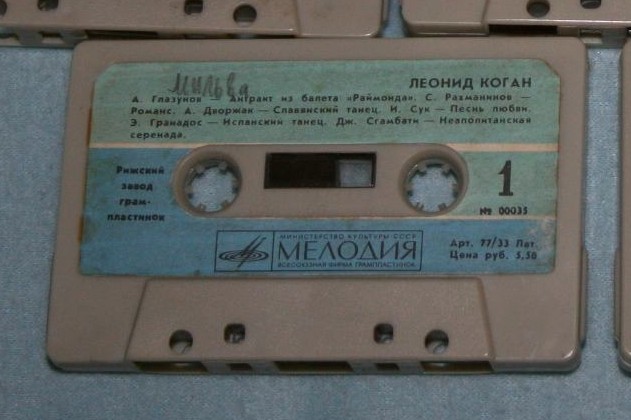 Мильва
ЛЕОНИД КОГАН
А. Глазунов — Антракт из балета «Раймонда». С. Рахманинов —
Романс. А. Дворжак — Славянский танец. И. Сук — Песнь любви.
Э. Гранадос — Испанский танец. Дж. Сгамбати — Неаполитанская
серенада.
Рижский
завод
грам-
пластинок
1
№ 00035
МИНИСТЕРСТВО КУЛЬТУРЫ СССР
МЕЛОДИЯ
ВСЕСОЮЗНАЯ ФИРМА ГРАМПЛАСТИНОК
Арт. 77/33 Лат.
Цена руб. 5,50